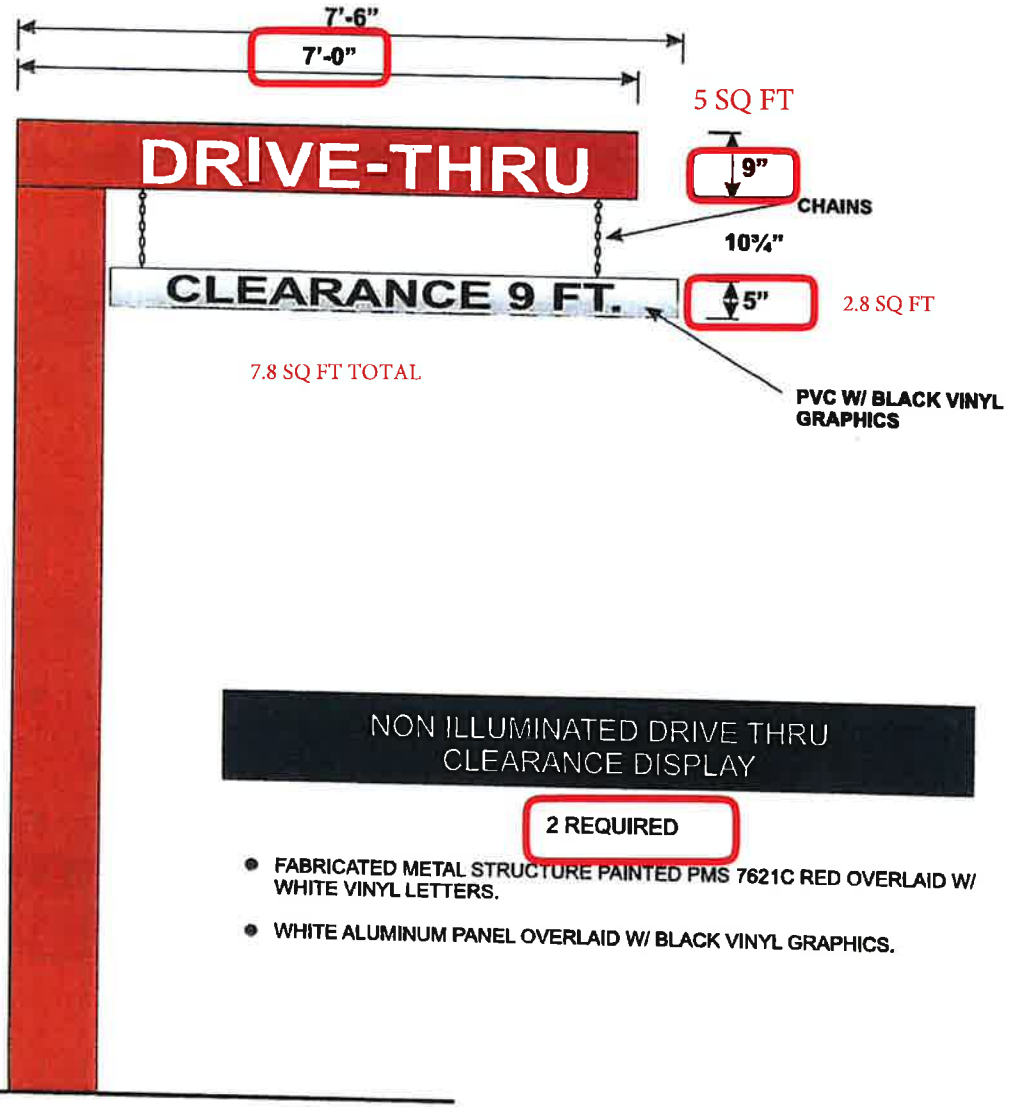 7'-6"
7'-0"
5 SQ FT
DRIVE-THRU
9"
CHAINS
10¾"
CLEARANCE 9 FT.
5"
2.8 SQ FT
7.8 SQ FT TOTAL
PVC W/ BLACK VINYL
GRAPHICS
NON ILLUMINATED DRIVE THRU
CLEARANCE DISPLAY
2 REQUIRED
● FABRICATED METAL STRUCTURE PAINTED PMS 7621C RED OVERLAID W/
WHITE VINYL LETTERS.
● WHITE ALUMINUM PANEL OVERLAID W/ BLACK VINYL GRAPHICS.